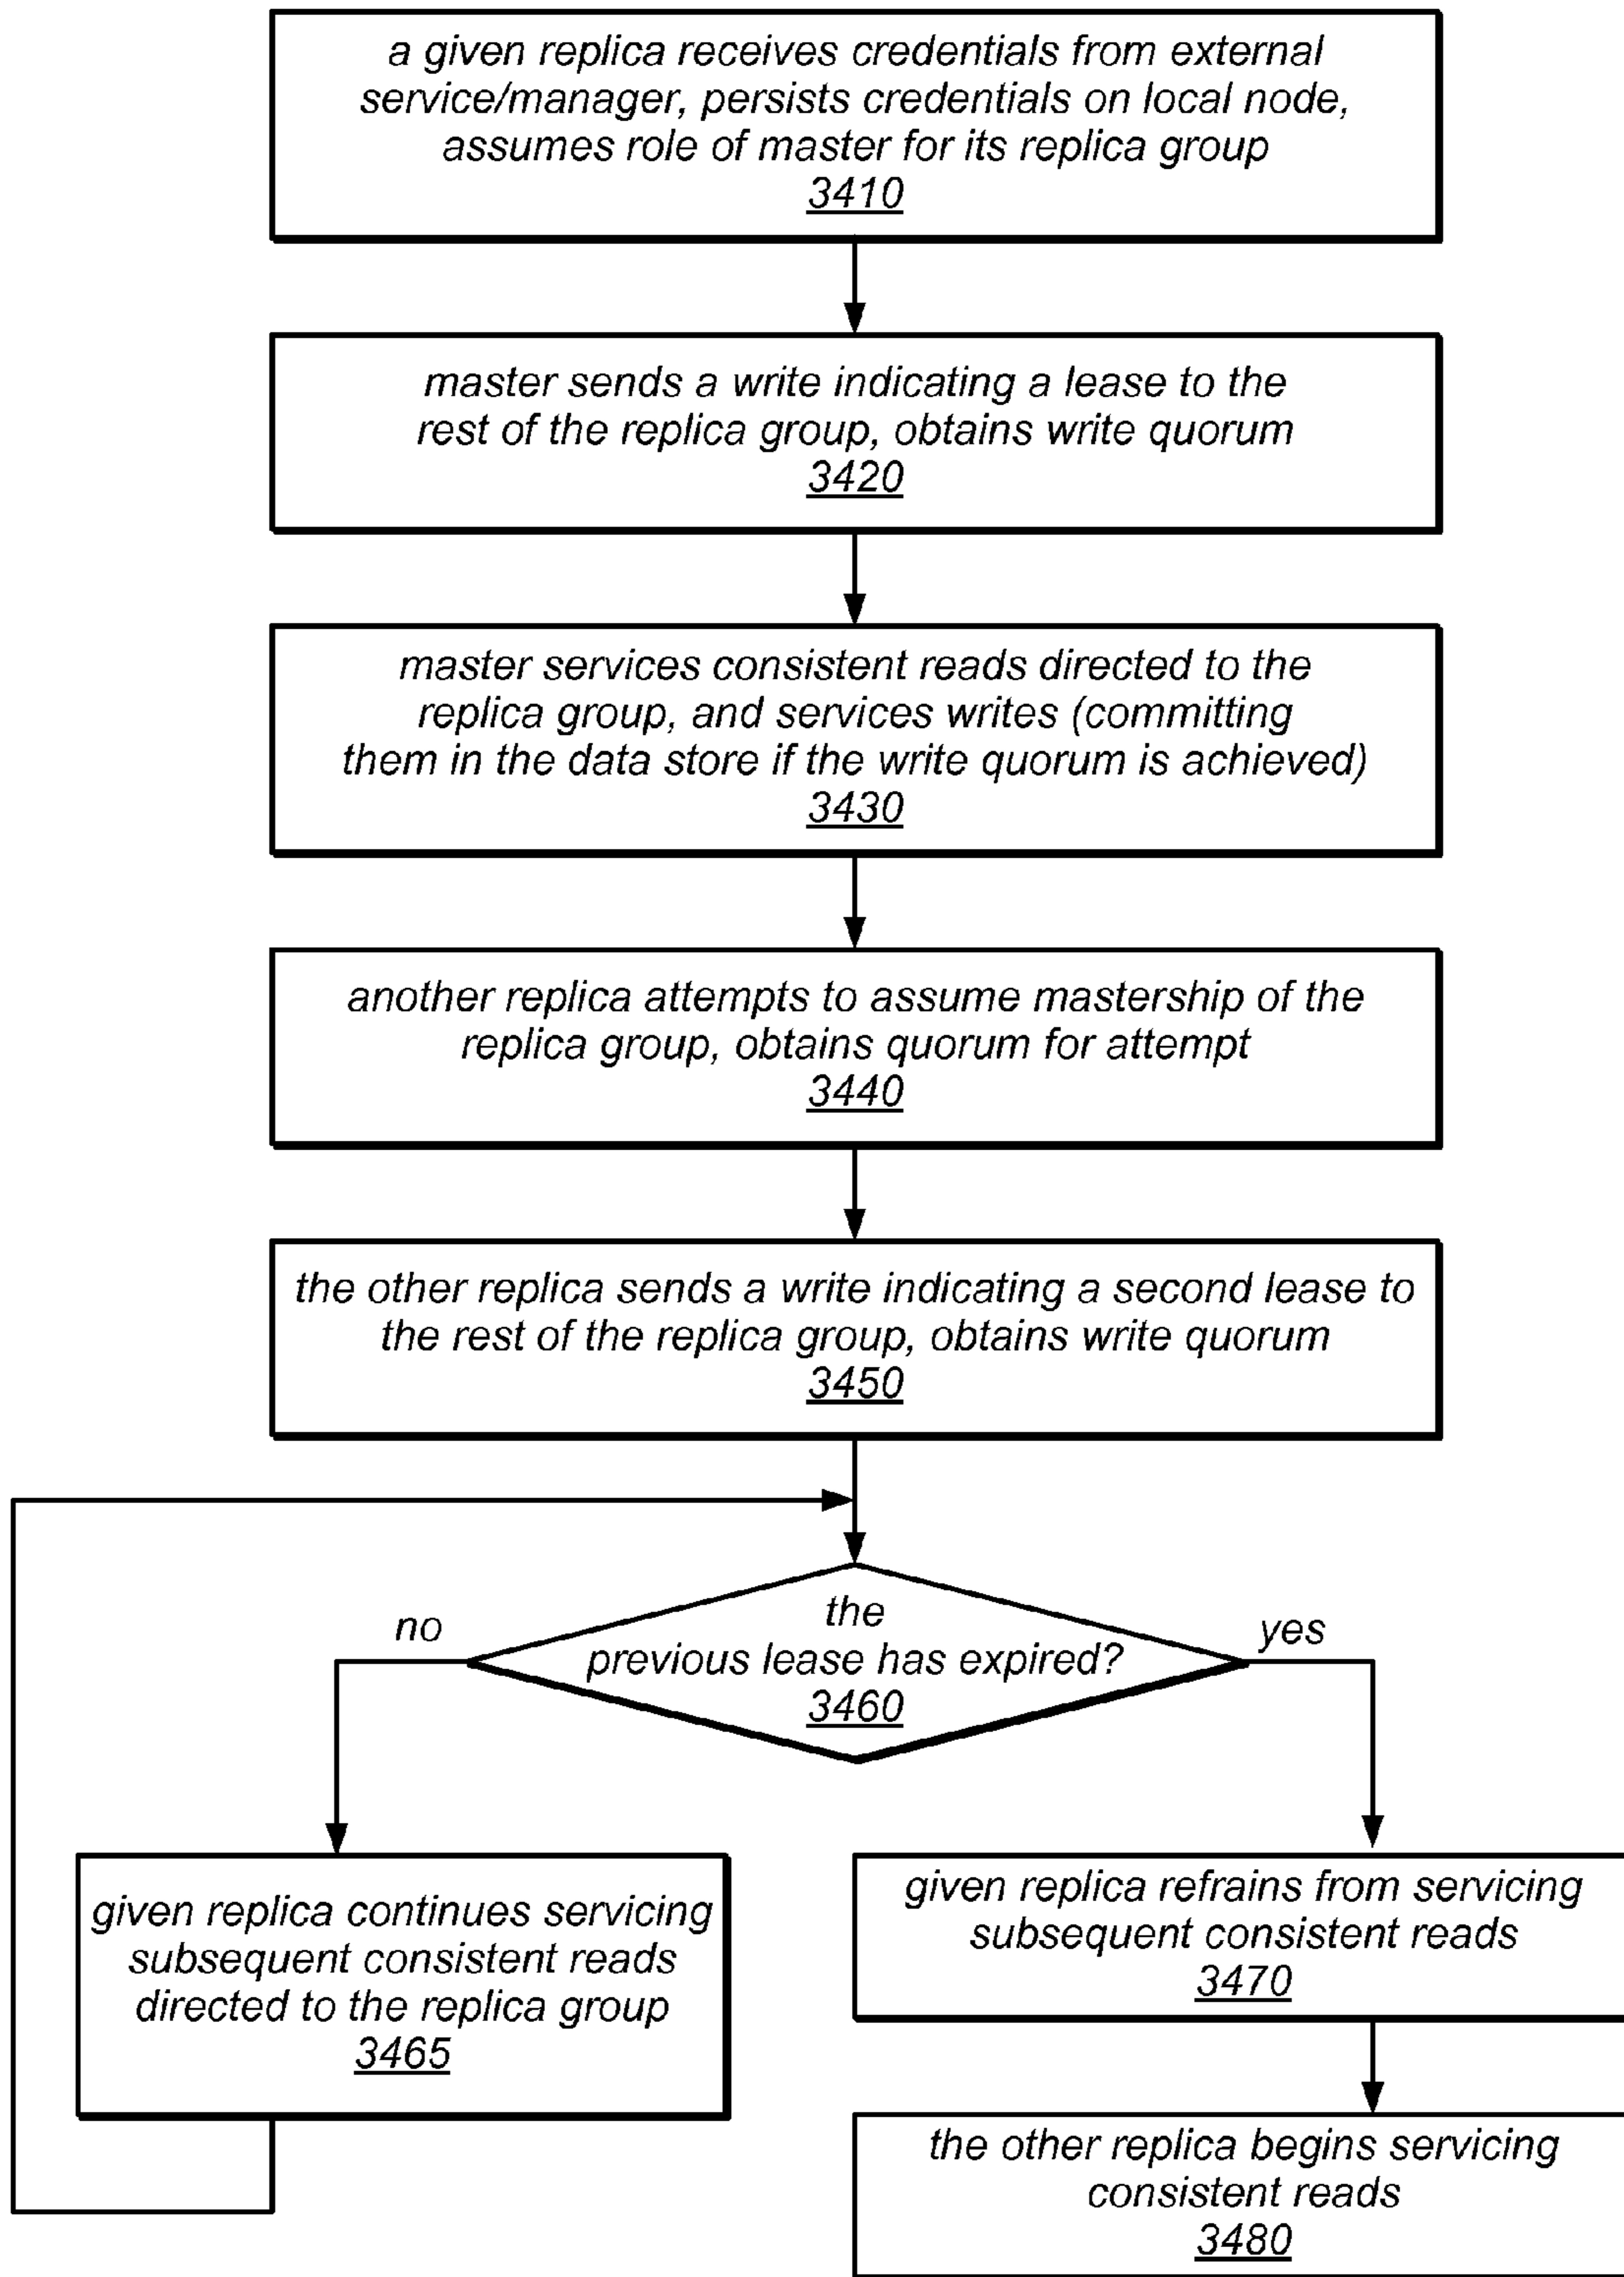 a given replica receives credentials from external
service/manager, persists credentials on local node,
assumes role of master for its replica group
3410
master sends a write indicating a lease to the
rest of the replica group, obtains write quorum
3420
master services consistent reads directed to the
replica group, and services writes (committing
them in the data store if the write quorum is achieved)
3430
another replica attempts to assume mastership of the
replica group, obtains quorum for attempt
3440
the other replica sends a write indicating a second lease to
the rest of the replica group, obtains write quorum
3450
the
previous lease has expired?
3460
no
yes
given replica continues servicing
subsequent consistent reads
directed to the replica group
3465
given replica refrains from servicing
subsequent consistent reads
3470
the other replica begins servicing
consistent reads
3480